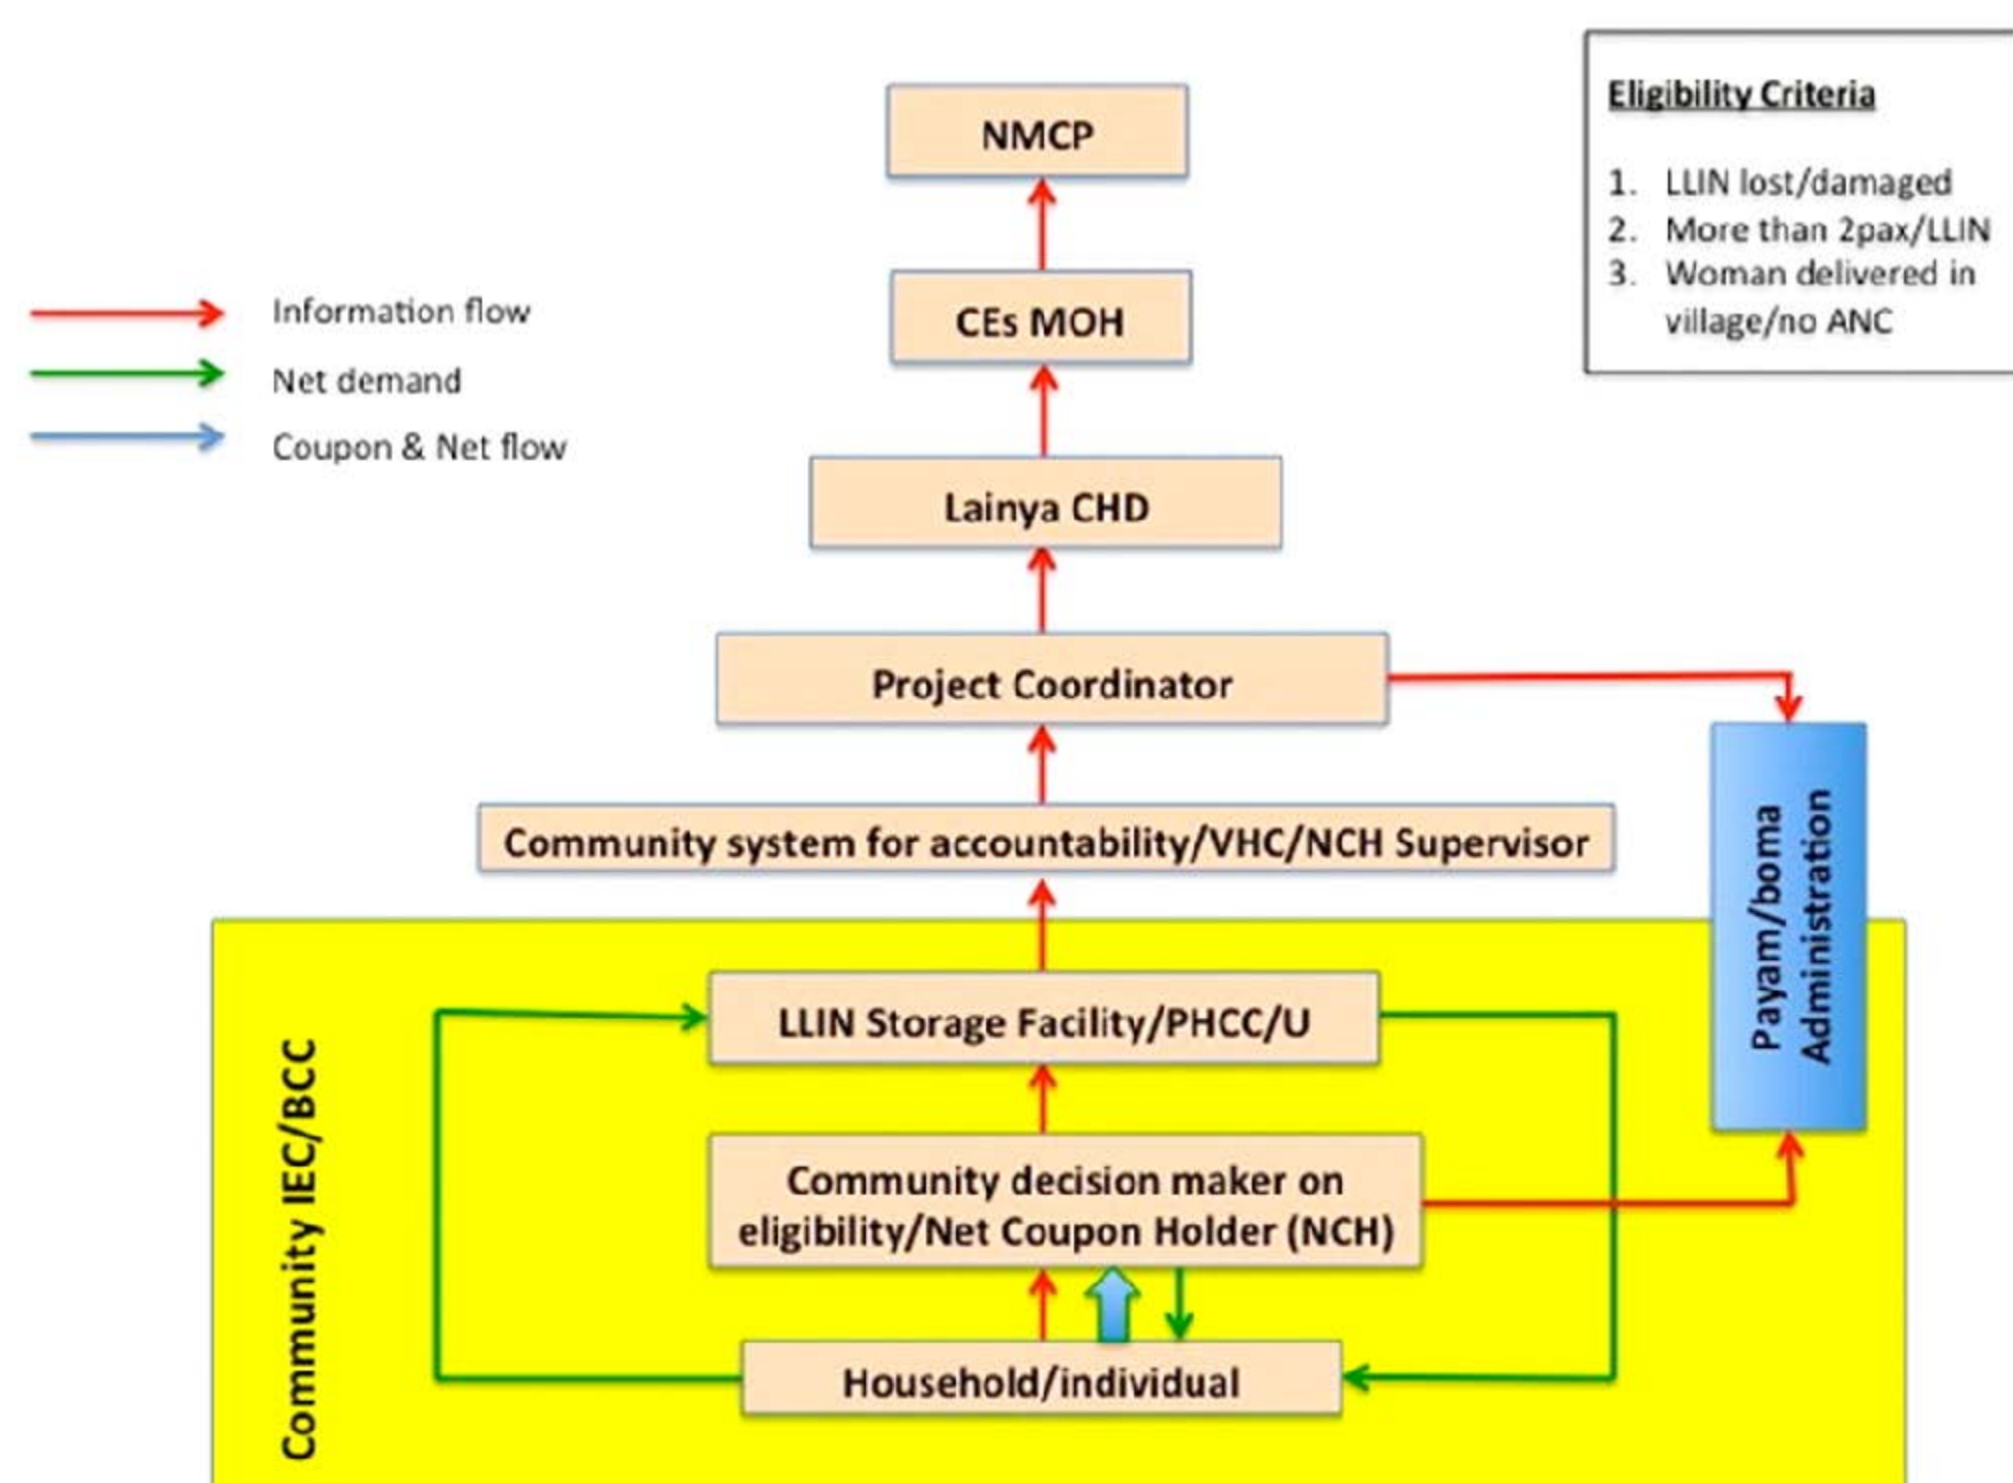 NMCP
Eligibility Criteria
1. LLIN lost/damaged
2. More than 2pax/LLIN
3. Woman delivered in
village/no ANC
CEs MOH
Information flow
Net demand
Coupon & Net flow
Lainya CHD
Project Coordinator
Community system for accountability/VHC/NCH Supervisor
Payam/boma
Administration
Community IEC/BCC
LLIN Storage Facility/PHCC/U
Community decision maker on
eligibility/Net Coupon Holder (NCH)
Household/individual